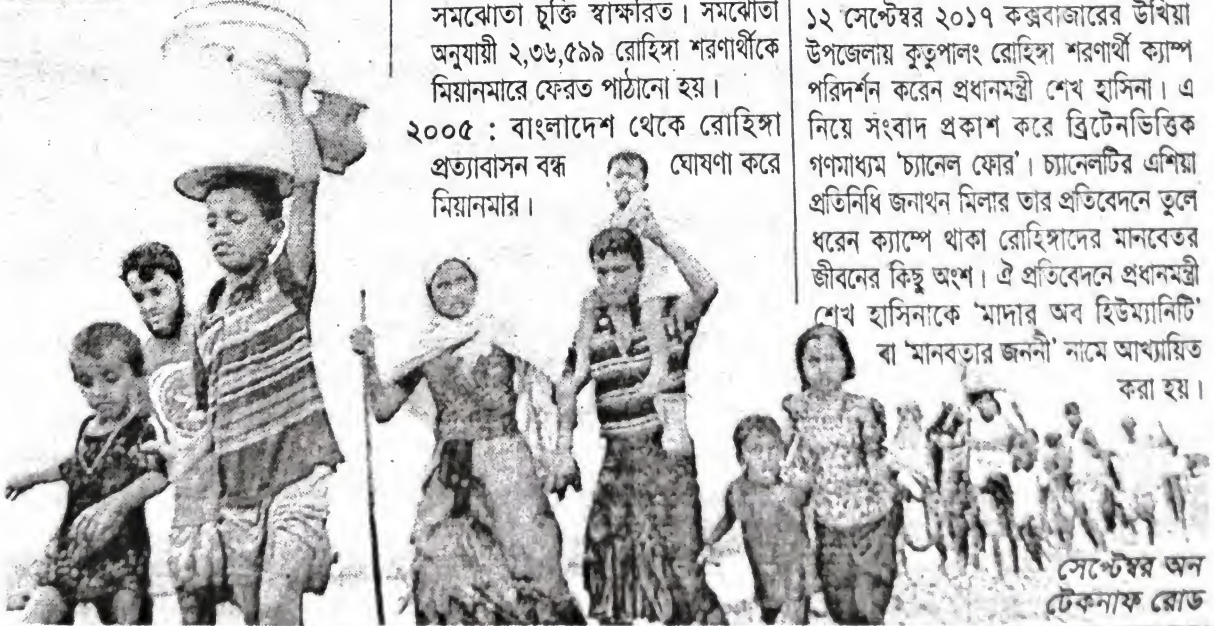 সমঝোতা চুক্তি স্বাক্ষরিত। সমঝোতা
অনুযায়ী ২,৩৬,৫৯৯ রোহিঙ্গা শরণার্থীকে
মিয়ানমারে ফেরত পাঠানো হয়।
২০০৫ : বাংলাদেশ থেকে রোহিঙ্গা
প্রত্যাবাসন বন্ধ ঘোষণা করে
মিয়ানমার।
১২ সেপ্টেম্বর ২০১৭ কক্সবাজারের উখিয়া
উপজেলায় কুতুপালং রোহিঙ্গা শরণার্থী ক্যাম্প
পরিদর্শন করেন প্রধানমন্ত্রী শেখ হাসিনা। এ
নিয়ে সংবাদ প্রকাশ করে ব্রিটেনভিত্তিক
গণমাধ্যম ‘চ্যানেল ফোর’। চ্যানেলটির এশিয়া
প্রতিনিধি জনাথন মিলার তার প্রতিবেদনে তুলে
ধরেন ক্যাম্পে থাকা রোহিঙ্গাদের মানবেতর
জীবনের কিছু অংশ। ঐ প্রতিবেদনে প্রধানমন্ত্রী
শেখ হাসিনাকে ‘মাদার অব হিউম্যানিটি’
বা ‘মানবতার জননী’ নামে আখ্যায়িত
করা হয়।
সেপ্টেম্বর অন
টেকনাফ রোড